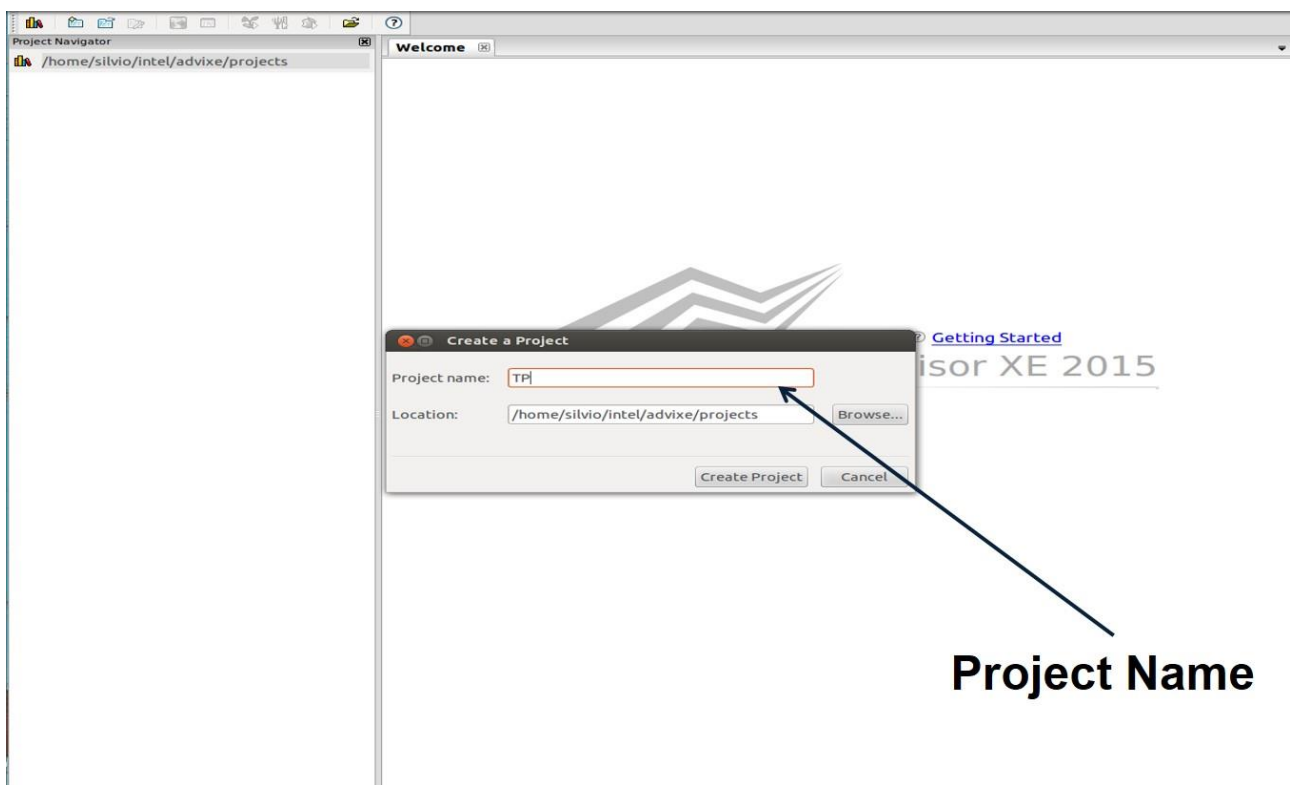 Project Navigator
/home/silvio/intel/advixe/projects
Welcome
Create a Project
Project name: TP
Location: /home/silvio/intel/advixe/projects Browse...
Create Project Cancel
Getting Started
isor XE 2015
Project Name